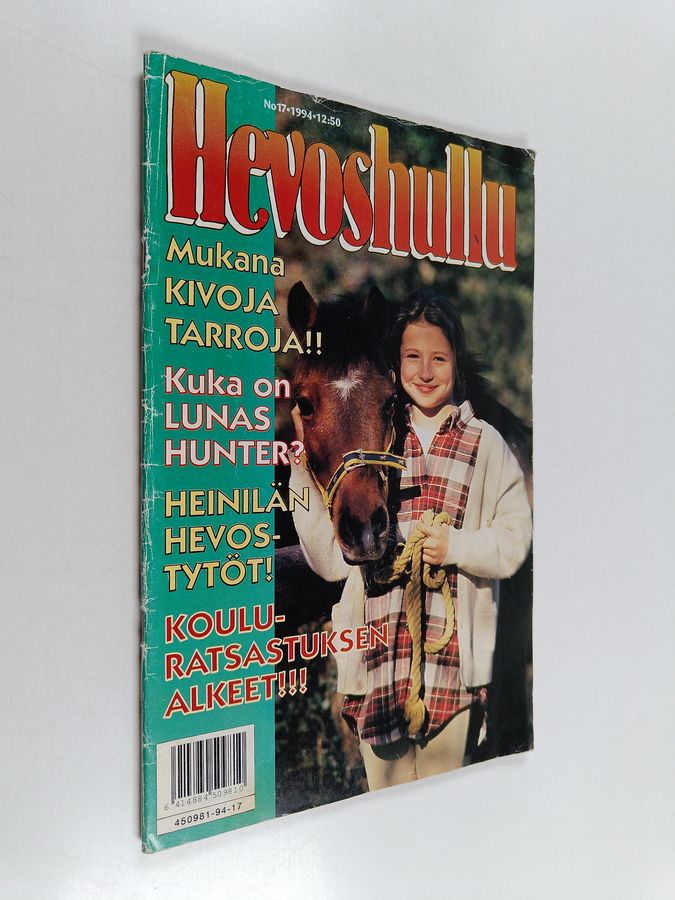 No17•1994•12:50
Hevoshullu
Mukana
KIVOJA
TARROJA!!
Kuka on
LUNAS
HUNTER?
HEINILÄN
HEVOS-
TYTÖT!
KOULU-
RATSASTUKSEN
ALKEET!!!
6 414884 509810
450981-94-17